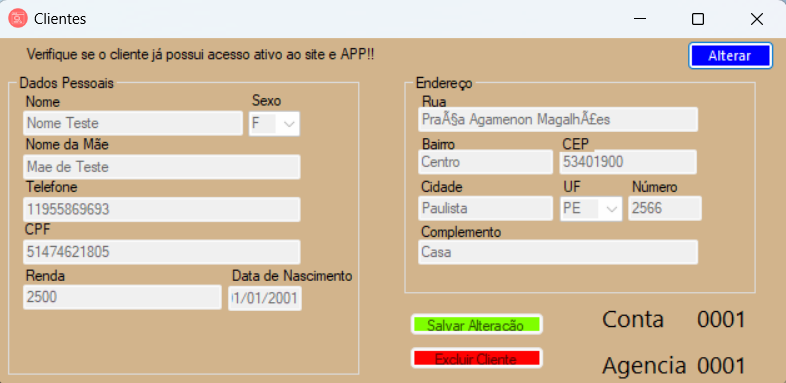 Clientes
Verifique se o cliente já possui acesso ativo ao site e APP!!
Alterar
Dados Pessoais
Nome
Sexo
Nome Teste
F
Nome da Mãe
Mae de Teste
Telefone
11955869693
CPF
51474621805
Renda
Data de Nascimento
2500
01/01/2001
Endereço
Rua
PraÃ§a Agamenon MagalhÃ£es
Bairro
CEP
Centro
53401900
Cidade
UF
Número
Paulista
PE
2566
Complemento
Casa
Salvar Alteracão
Excluir Cliente
Conta 0001
Agencia 0001